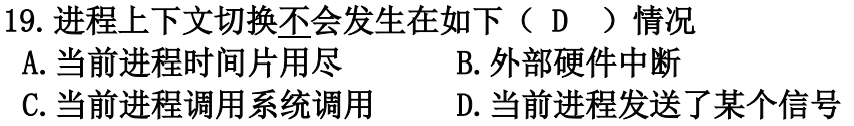 19.进程上下文切换不会发生在如下（ D ）情况
A.当前进程时间片用尽 B.外部硬件中断
C.当前进程调用系统调用 D.当前进程发送了某个信号